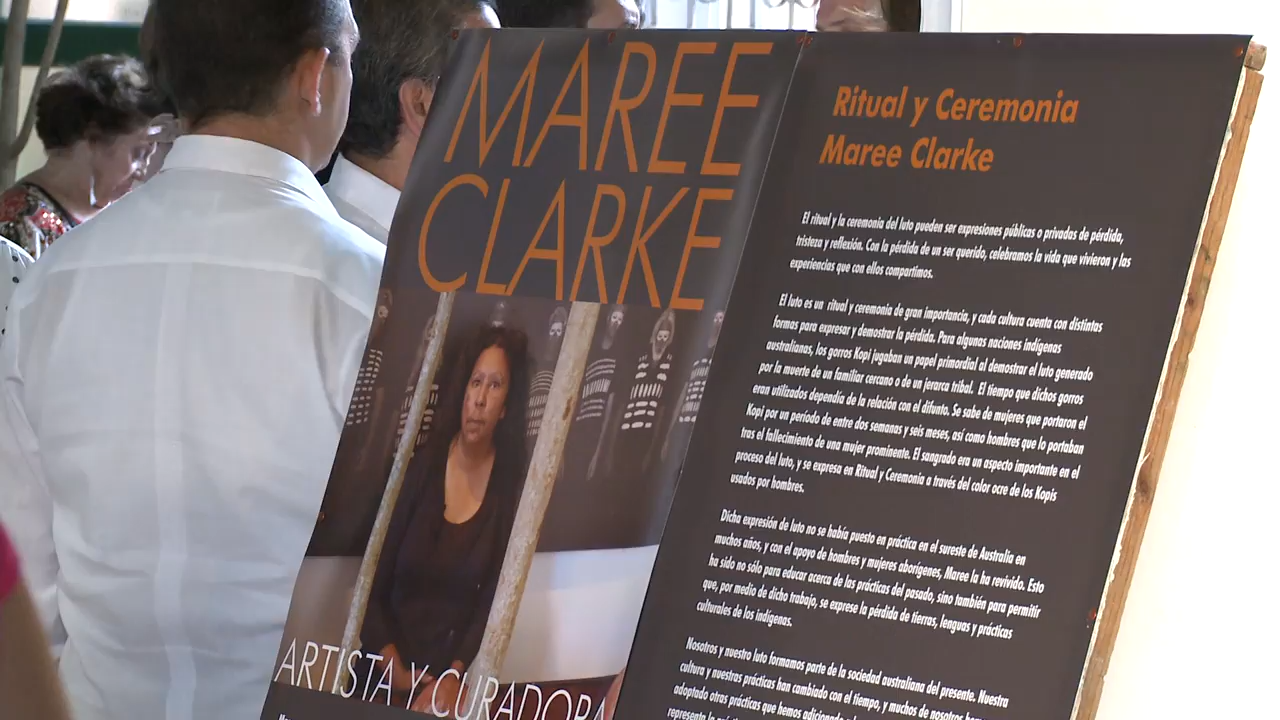 MAREE
CLARKE
ARTISTA Y CURADORA
Ritual y Ceremonia
Maree Clarke
El ritual y la ceremonia del luto pueden ser expresiones públicas o privadas de pérdida,
tristeza y reflexión. Con la pérdida de un ser querido, celebramos la vida que vivieron y las
experiencias que con ellos compartimos.
El luto es un ritual y ceremonia de gran importancia, y cada cultura cuenta con distintas
formas para expresar y demostrar la pérdida. Para algunas naciones indígenas
australianas, los gorros Kopi jugaban un papel primordial al demostrar el luto generado
por la muerte de un familiar cercano o de un jerarca tribal. El tiempo que dichos gorros
eran utilizados dependía de la relación con el difunto. Se sabe de mujeres que portaron el
Kopi por un período de entre dos semanas y seis meses, así como hombres que lo portaban
tras el fallecimiento de una mujer prominente. El sangrado era un aspecto importante en el
proceso del luto, y se expresa en Ritual y Ceremonia a través del color ocre de los Kopis
usados por hombres.
Dicha expresión de luto no se había puesto en práctica en el sureste de Australia en
muchos años, y con el apoyo de hombres y mujeres aborígenes, Maree la ha revivido. Esto
ha sido no sólo para educar acerca de las prácticas del pasado, sino también para permitir
que, por medio de dicho trabajo, se exprese la pérdida de tierras, lenguas y prácticas
culturales de los indígenas.
Nosotros y nuestro luto formamos parte de la sociedad australiana del presente. Nuestra
cultura y nuestras prácticas han cambiado con el tiempo, y muchos de nosotros
adoptado otras prácticas que hemos
representa la